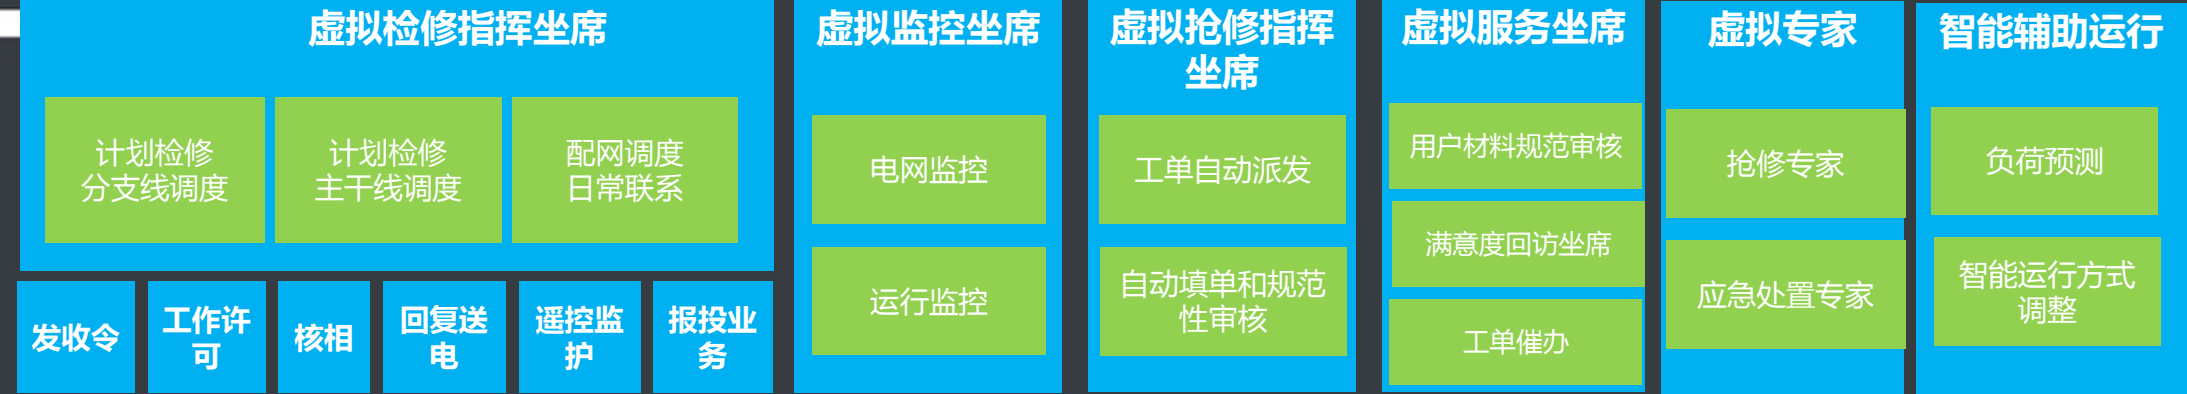 虚拟检修指挥坐席
计划检修
分支线调度
计划检修
主干线调度
配网调度
日常联系
发收令
工作许
可
核相
回复送
电
遥控监
护
报投业
务
虚拟监控坐席
电网监控
运行监控
虚拟抢修指挥
坐席
工单自动派发
自动填单和规范
性审核
虚拟服务坐席
用户材料规范审核
满意度回访坐席
工单催办
虚拟专家
抢修专家
应急处置专家
智能辅助运行
负荷预测
智能运行方式
调整